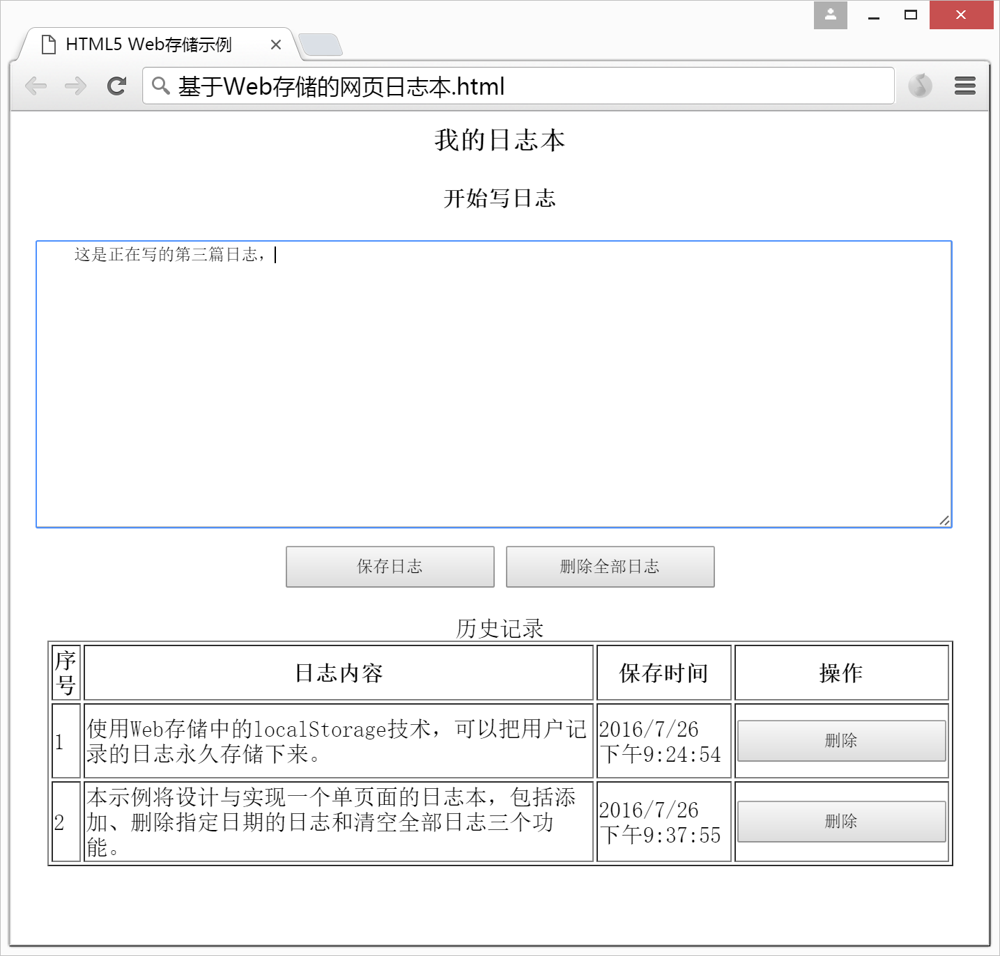 HTML5 Web存储示例
基于Web存储的网页日志本.html
我的日志本
开始写日志
这是正在写的第三篇日志，
保存日志
删除全部日志
历史记录
序
号
日志内容
保存时间
操作
1
使用Web存储中的localStorage技术，可以把用户记
录的日志永久存储下来。
2016/7/26
下午9:24:54
删除
2
本示例将设计与实现一个单页面的日志本，包括添
加、删除指定日期的日志和清空全部日志三个功
能。
2016/7/26
下午9:37:55
删除